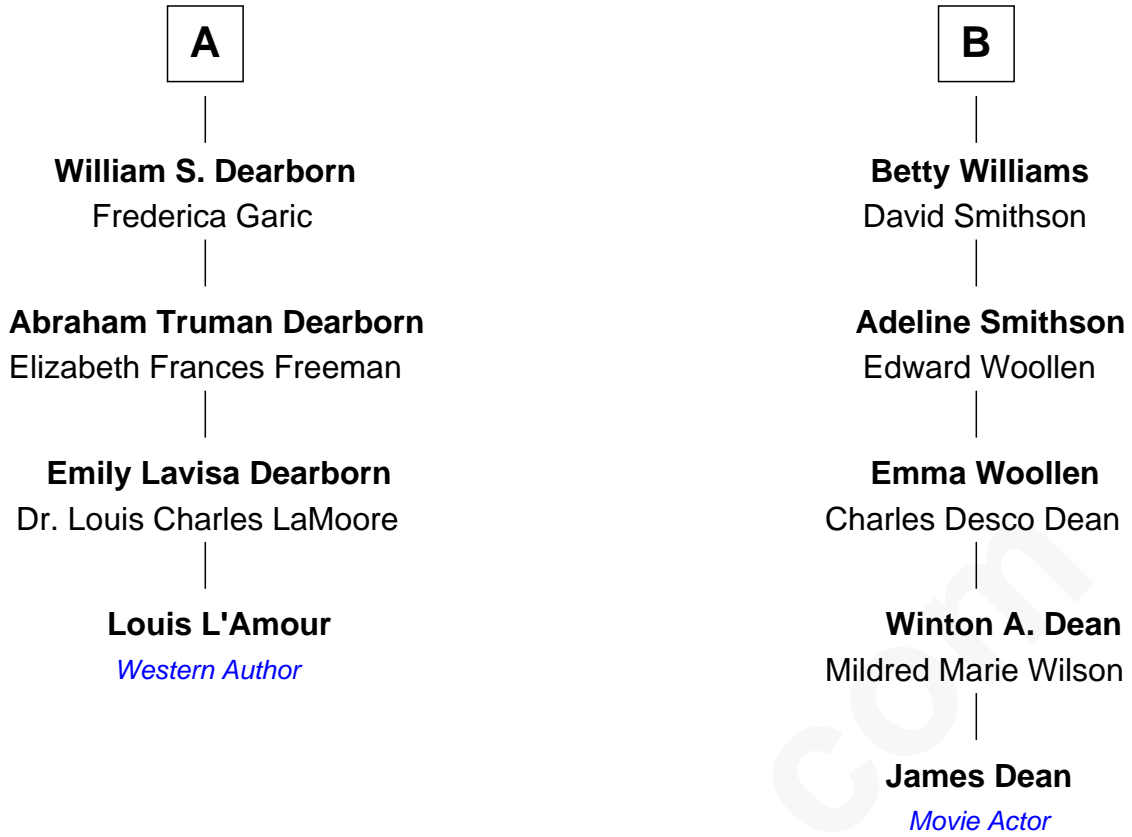 A
William S. Dearborn
Frederica Garic
Abraham Truman Dearborn
Elizabeth Frances Freeman
Emily Lavisa Dearborn
Dr. Louis Charles LaMoore
Louis L'Amour
Western Author
B
Betty Williams
David Smithson
Adeline Smithson
Edward Woollen
Emma Woollen
Charles Desco Dean
Winton A. Dean
Mildred Marie Wilson
James Dean
Movie Actor
com